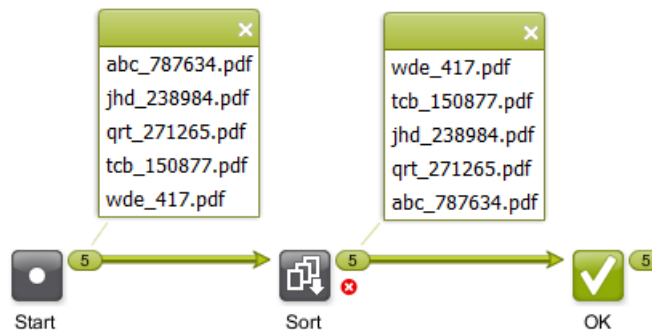 abc_787634.pdf
jhd_238984.pdf
qrt_271265.pdf
tcb_150877.pdf
wde_417.pdf
wde_417.pdf
tcb_150877.pdf
jhd_238984.pdf
qrt_271265.pdf
abc_787634.pdf
5
5
5
Start
Sort
OK